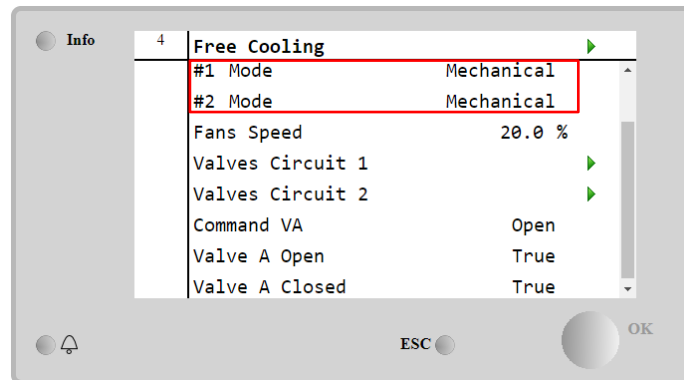 Info
4 Free Cooling
#1 Mode Mechanical
#2 Mode Mechanical
Fans Speed 20.0 %
Valves Circuit 1
Valves Circuit 2
Command VA Open
Valve A Open True
Valve A Closed True
ESC
OK